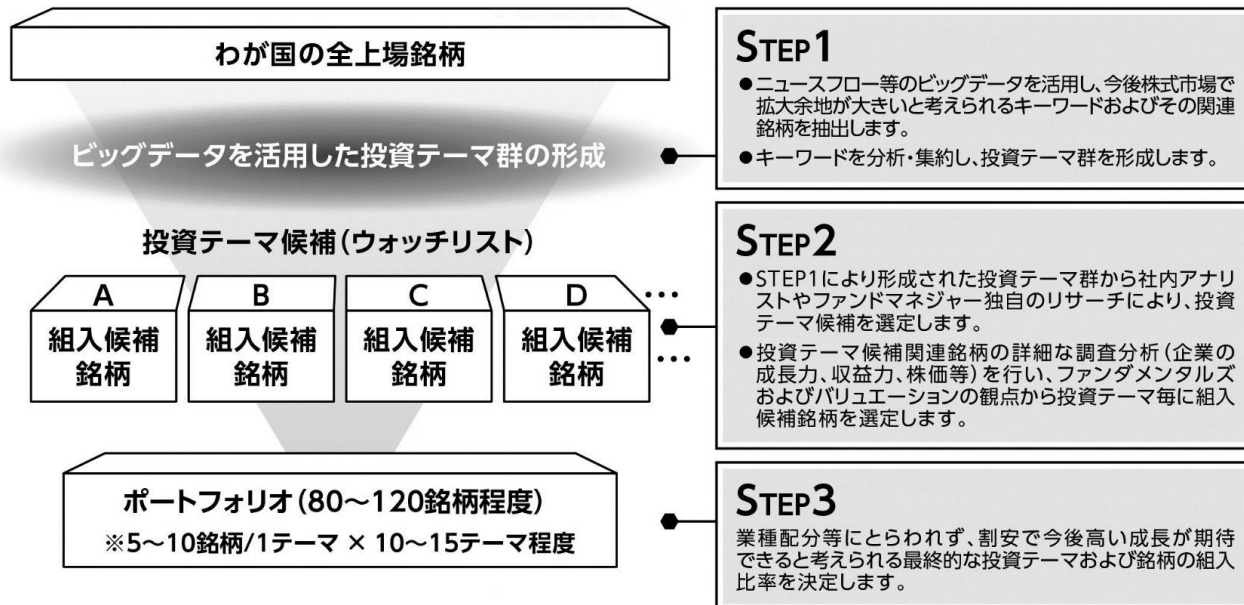 わが国の全上場銘柄
ビッグデータを活用した投資テーマ群の形成
投資テーマ候補(ウォッチリスト)
A
B
C
D
…
組入候補
銘柄
組入候補
銘柄
組入候補
銘柄
組入候補
銘柄
…
ポートフォリオ(80～120銘柄程度)
※5～10銘柄/1テーマ × 10～15テーマ程度
STEP1
●ニュースフロー等のビッグデータを活用し、今後株式市場で
拡大余地が大きいと考えられるキーワードおよびその関連
銘柄を抽出します。
●キーワードを分析・集約し、投資テーマ群を形成します。
STEP2
●STEP1により形成された投資テーマ群から社内アナリ
ストやファンドマネジャー独自のリサーチにより、投資
テーマ候補を選定します。
●投資テーマ候補関連銘柄の詳細な調査分析(企業の
成長力、収益力、株価等)を行い、ファンダメンタルズ
およびバリュエーションの観点から投資テーマ毎に組入
候補銘柄を選定します。
STEP3
業種配分等にとらわれず、割安で今後高い成長が期待
できると考えられる最終的な投資テーマおよび銘柄の組入
比率を決定します。